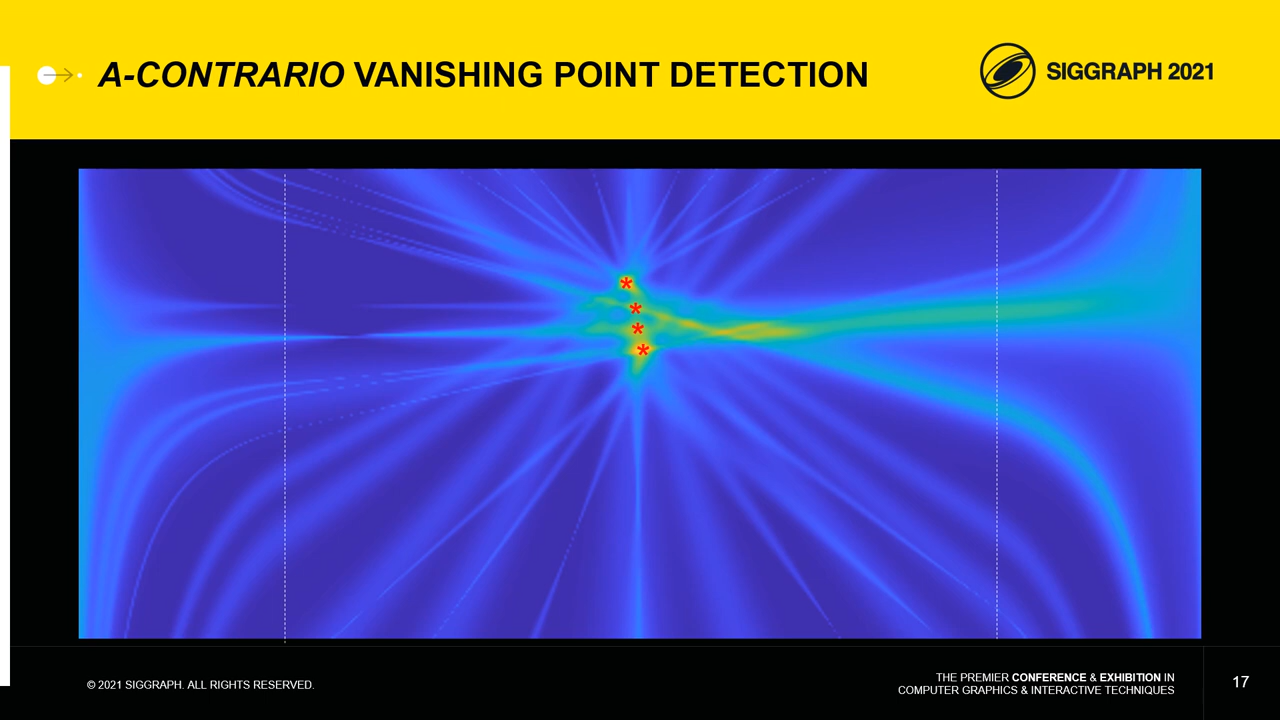 A-CONTRARIO VANISHING POINT DETECTION
SIGGRAPH 2021
© 2021 SIGGRAPH. ALL RIGHTS RESERVED.
THE PREMIER CONFERENCE & EXHIBITION IN
COMPUTER GRAPHICS & INTERACTIVE TECHNIQUES
17